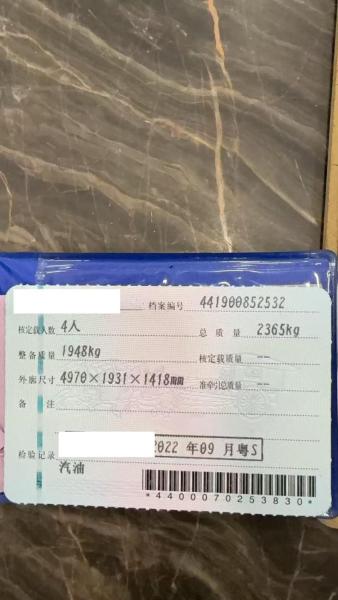 档案编号 441900852532
核定载人数 4人 总质量 2365kg
整备质量 1948kg 核定载质量 --
外廓尺寸 4970×1931×1418mm 准牵引总质量 --
备注
检验记录 2022 年09 月粤S
汽油
*4400070253830*